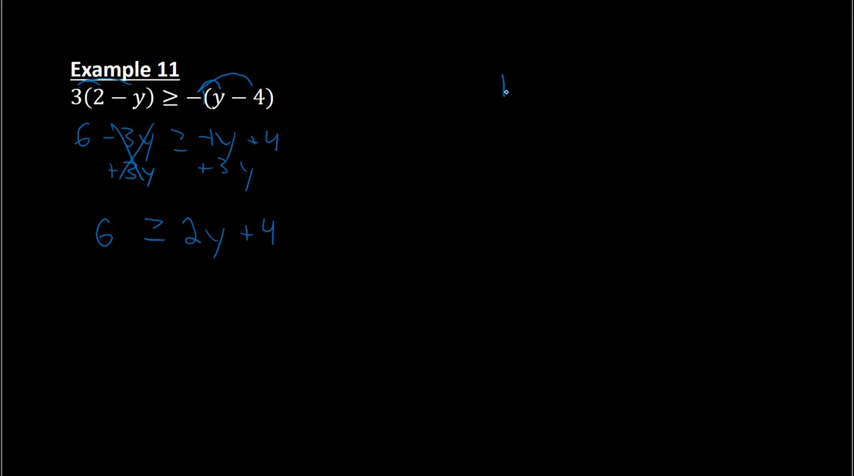 Example 11
3(2 − y) ≥ −(y − 4)
6 − 3y ≥ −1y + 4
+3y +3y
6 ≥ 2y + 4